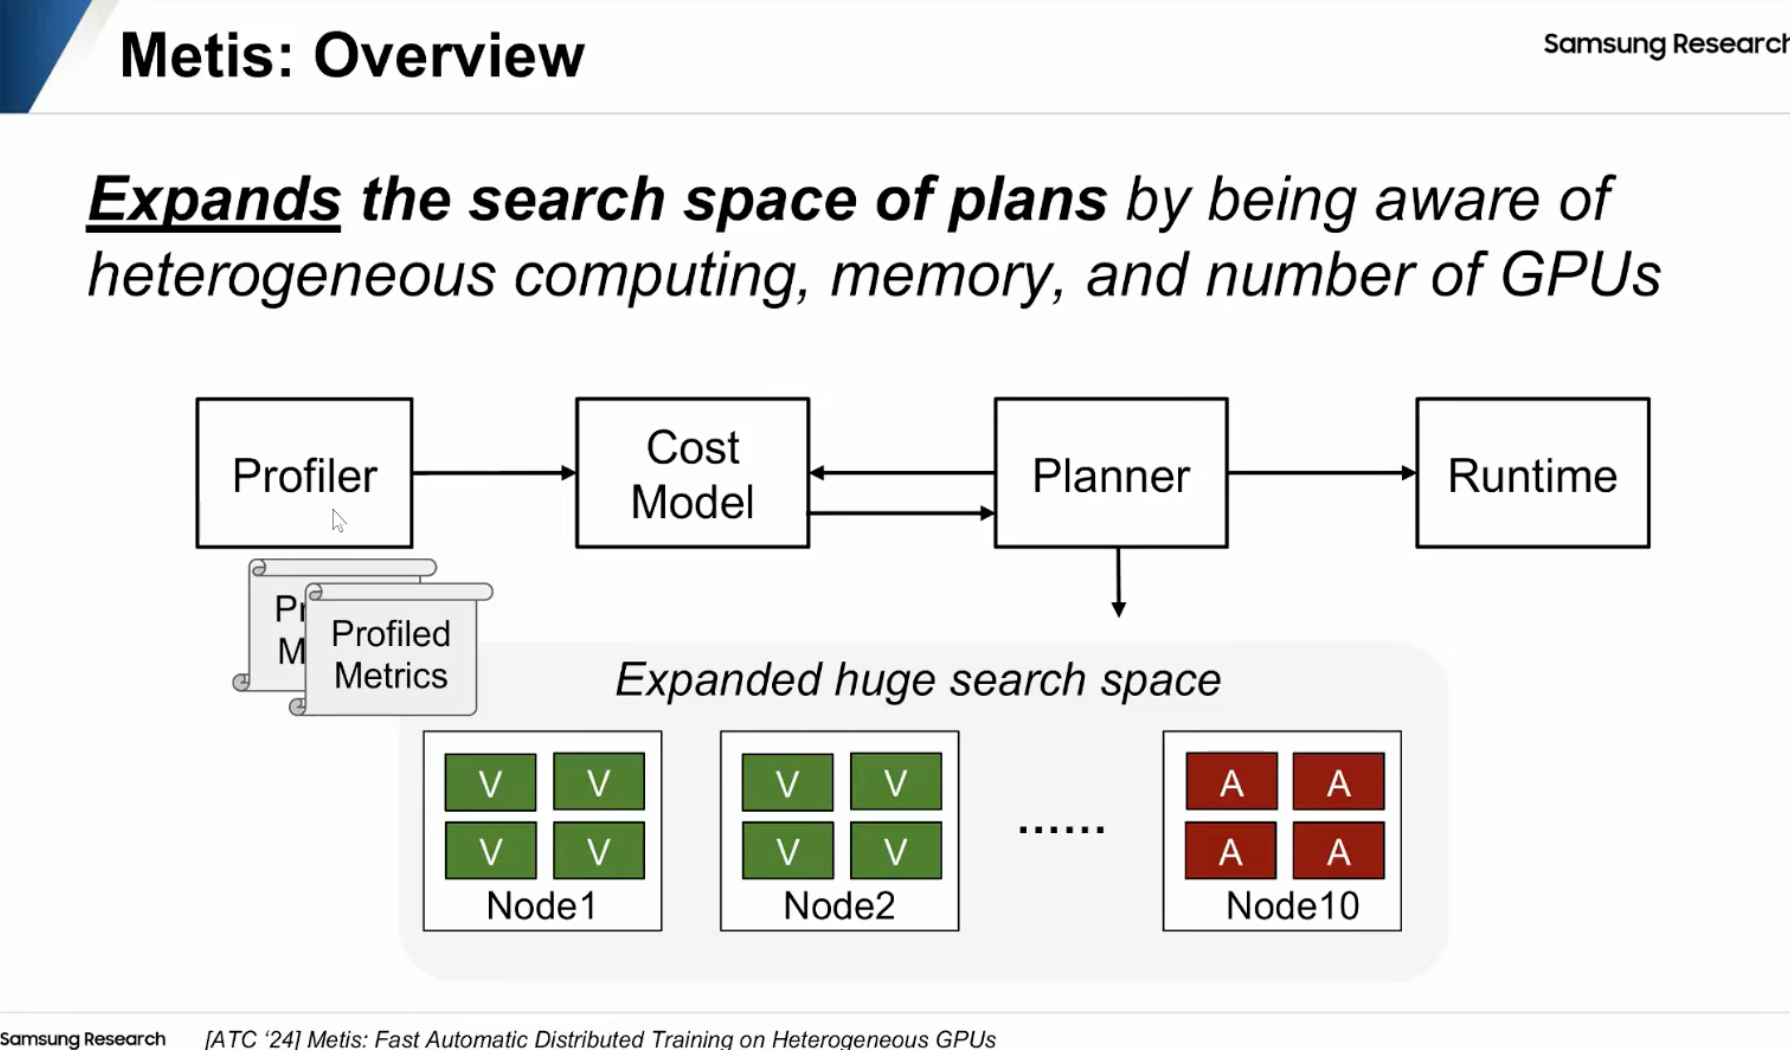 Metis: Overview
Samsung Research
Expands the search space of plans by being aware of
heterogeneous computing, memory, and number of GPUs
Profiler
Cost
Model
Planner
Runtime
Pr
M
Profiled
Metrics
Expanded huge search space
V V
V V
Node1
V V
V V
Node2
......
A A
A A
Node10
Samsung Research
[ATC ‘24] Metis: Fast Automatic Distributed Training on Heterogeneous GPUs